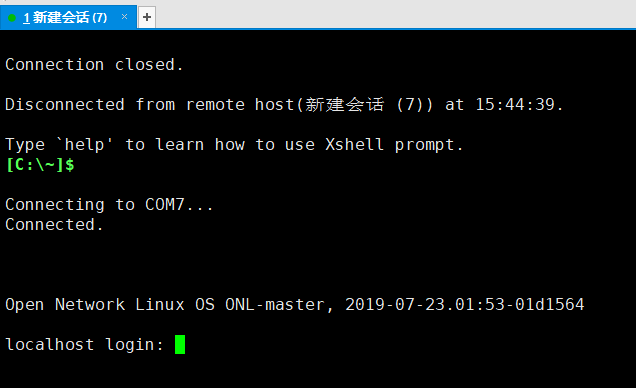 1 新建会话 (7) × +
Connection closed.
Disconnected from remote host(新建会话 (7)) at 15:44:39.
Type `help' to learn how to use Xshell prompt.
[C:\~]$
Connecting to COM7...
Connected.
Open Network Linux OS ONL-master, 2019-07-23.01:53-01d1564
localhost login: